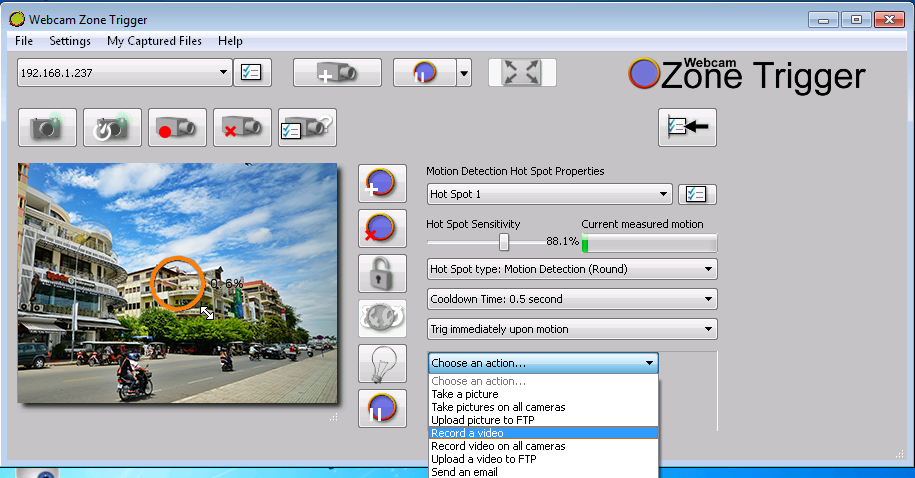 Webcam Zone Trigger
File Settings My Captured Files Help
192.168.1.237
Webcam
Zone Trigger
Motion Detection Hot Spot Properties
Hot Spot 1
Hot Spot Sensitivity Current measured motion
88.1%
0.6%
Hot Spot type: Motion Detection (Round)
Cooldown Time: 0.5 second
Trig immediately upon motion
Choose an action...
Choose an action...
Take a picture
Take pictures on all cameras
Upload picture to FTP
Record a video
Record video on all cameras
Upload a video to FTP
Send an email